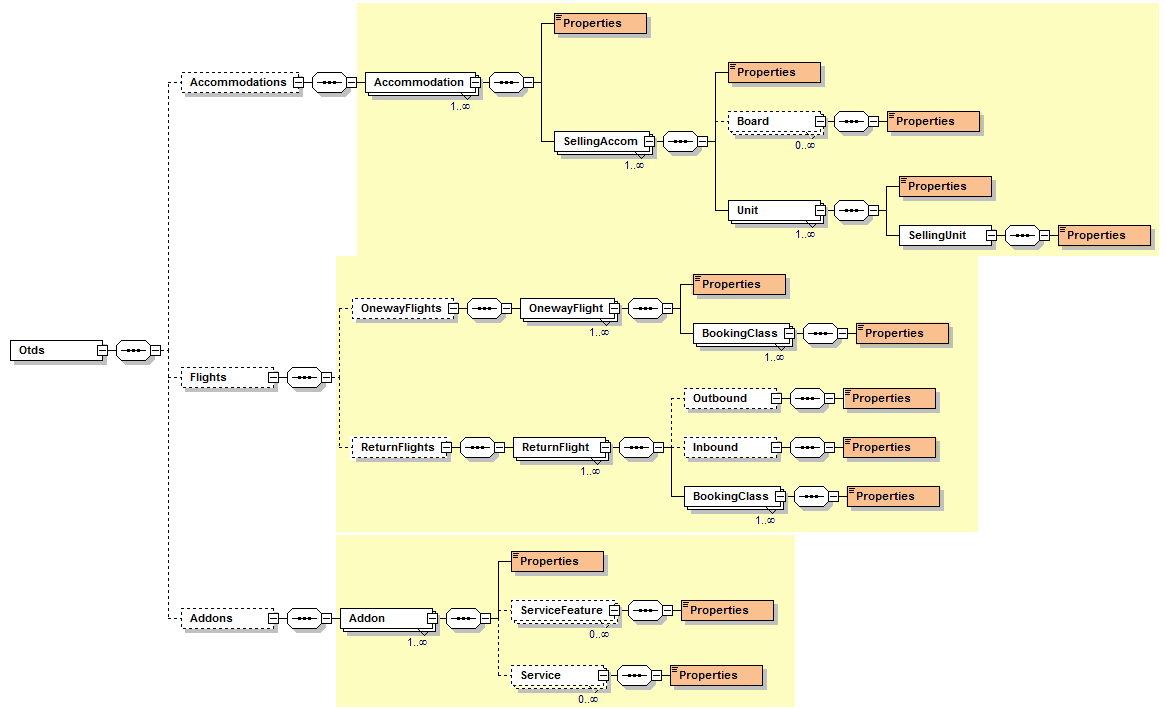 Properties
Accommodations
Accommodation
1..∞
Properties
Board
0..∞
Properties
SellingAccom
1..∞
Properties
Unit
1..∞
SellingUnit
Properties
Otds
Flights
OnewayFlights
OnewayFlight
1..∞
Properties
BookingClass
1..∞
Properties
ReturnFlights
ReturnFlight
1..∞
Outbound
Properties
Inbound
Properties
BookingClass
1..∞
Properties
Addons
Addon
1..∞
Properties
ServiceFeature
0..∞
Properties
Service
0..∞
Properties